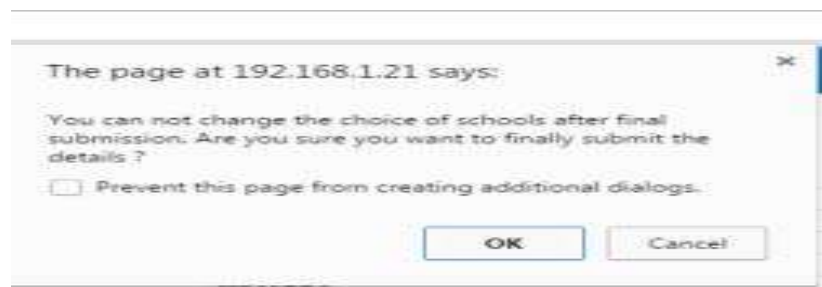 The page at 192.168.1.21 says:
You can not change the choice of schools after final
submission. Are you sure you want to finally submit the
details ?
Prevent this page from creating additional dialogs.
OK Cancel